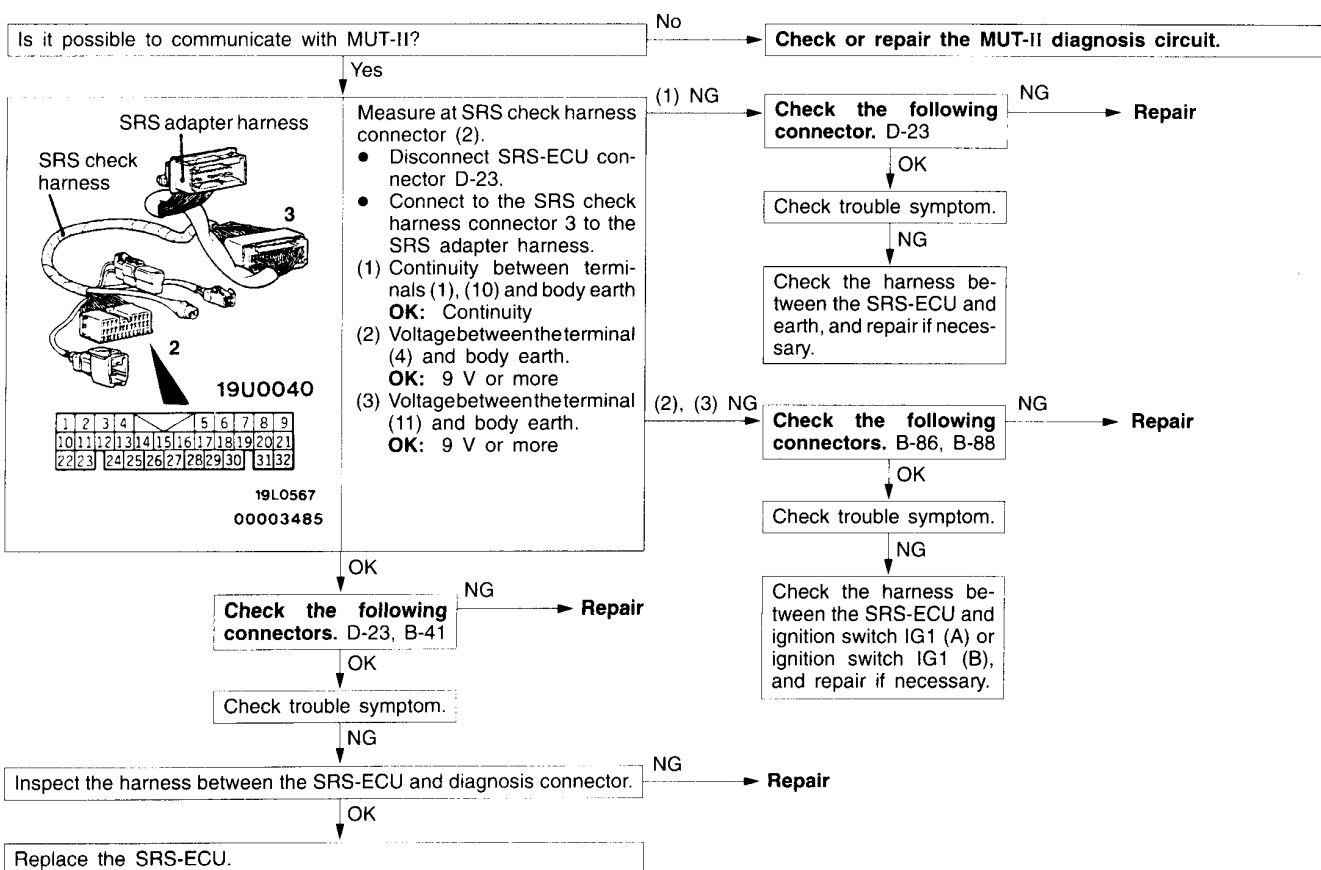 Is it possible to communicate with MUT-II?
No
Check or repair the MUT-II diagnosis circuit.
Yes
SRS adapter harness
SRS check
harness
3
2
19U0040
1 2 3 4 5 6 7 8 9
10 11 12 13 14 15 16 17 18 19 20 21
22 23 24 25 26 27 28 29 30 31 32
19L0567
00003485
Measure at SRS check harness
connector (2).
● Disconnect SRS-ECU con-
nector D-23.
● Connect to the SRS check
harness connector 3 to the
SRS adapter harness.
(1) Continuity between termi-
nals (1), (10) and body earth
OK: Continuity
(2) Voltagebetweentheterminal
(4) and body earth.
OK: 9 V or more
(3) Voltagebetweentheterminal
(11) and body earth.
OK: 9 V or more
(1) NG
Check the following
connector. D-23
NG
Repair
OK
Check trouble symptom.
NG
Check the harness be-
tween the SRS-ECU and
earth, and repair if neces-
sary.
(2), (3) NG
Check the following
connectors. B-86, B-88
NG
Repair
OK
Check trouble symptom.
NG
Check the harness be-
tween the SRS-ECU and
ignition switch IG1 (A) or
ignition switch IG1 (B),
and repair if necessary.
OK
Check the following
connectors. D-23, B-41
NG
Repair
OK
Check trouble symptom.
NG
Inspect the harness between the SRS-ECU and diagnosis connector.
NG
Repair
OK
Replace the SRS-ECU.